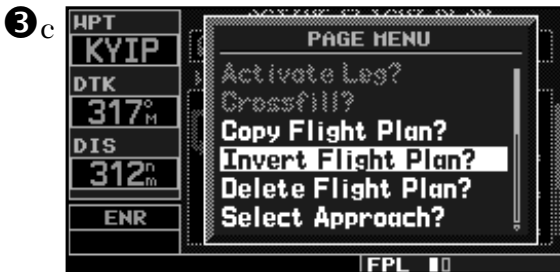 3c
WPT
KYIP
DTK
317°M
DIS
312nm
ENR
PAGE MENU
Activate Leg?
Crossfill?
Copy Flight Plan?
Invert Flight Plan?
Delete Flight Plan?
Select Approach?
FPL